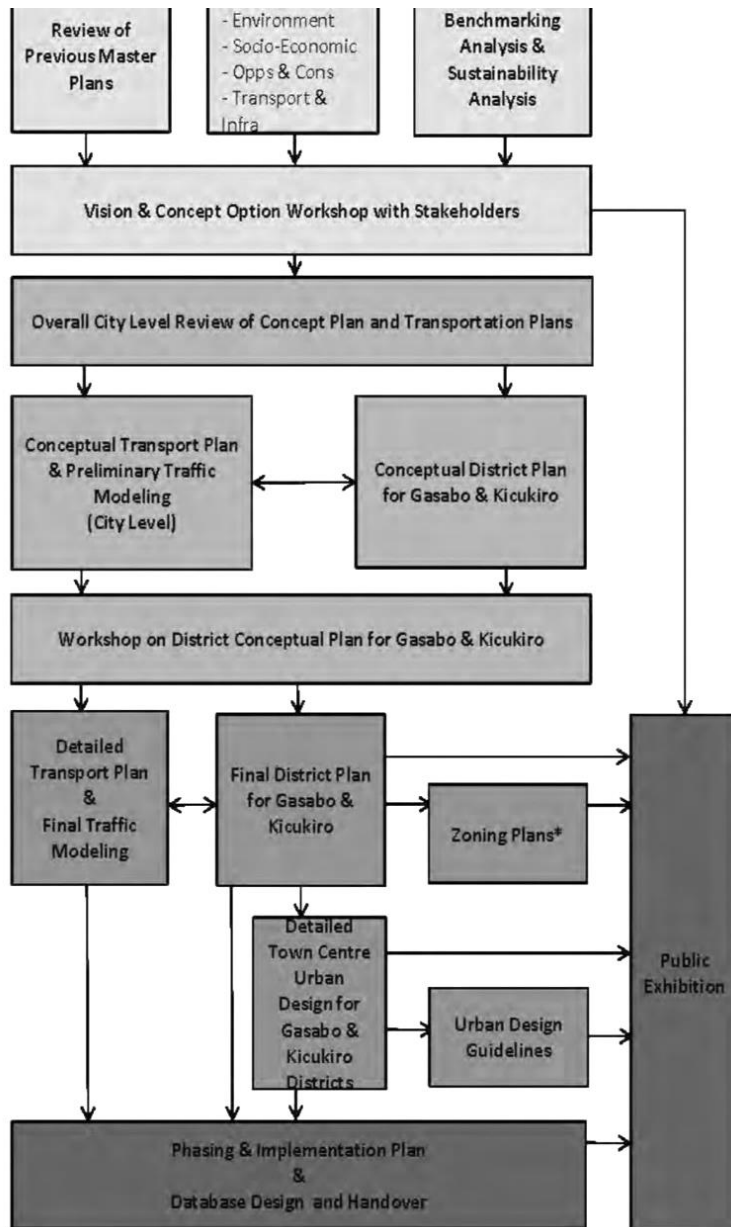 Review of
Previous Master
Plans
- Environment
- Socio-Economic
- Opps & Cons
- Transport &
Infra
Benchmarking
Analysis &
Sustainability
Analysis
Vision & Concept Option Workshop with Stakeholders
Overall City Level Review of Concept Plan and Transportation Plans
Conceptual Transport Plan
& Preliminary Traffic
Modeling
(City Level)
Conceptual District Plan
for Gasabo & Kicukiro
Workshop on District Conceptual Plan for Gasabo & Kicukiro
Detailed
Transport Plan
&
Final Traffic
Modeling
Final District Plan
for Gasabo &
Kicukiro
Zoning Plans*
Detailed
Town Centre
Urban
Design for
Gasabo &
Kicukiro
Districts
Urban Design
Guidelines
Public
Exhibition
Phasing & Implementation Plan
&
Database Design and Handover